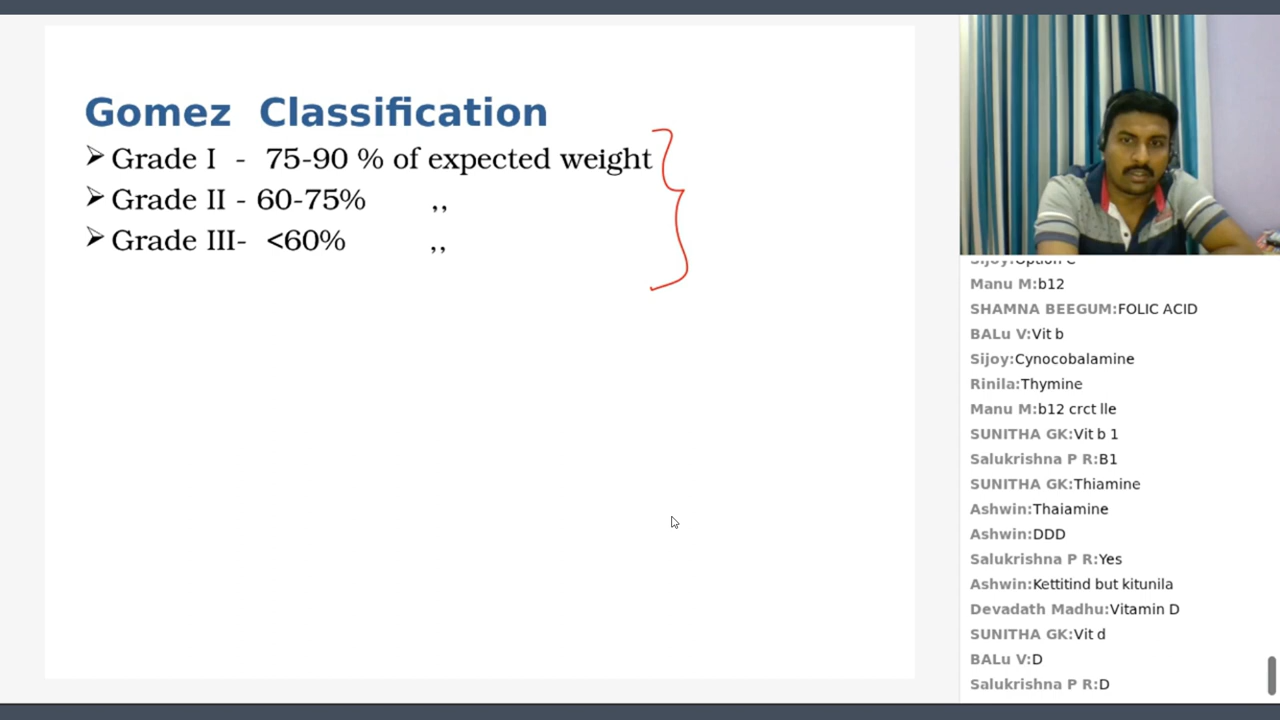 Gomez Classification
➢ Grade I - 75-90 % of expected weight
➢ Grade II - 60-75% ,,
➢ Grade III- <60% ,,
Sijoy:Option C
Manu M:b12
SHAMNA BEEGUM:FOLIC ACID
BALu V:Vit b
Sijoy:Cynocobalamine
Rinila:Thymine
Manu M:b12 crct lle
SUNITHA GK:Vit b 1
Salukrishna P R:B1
SUNITHA GK:Thiamine
Ashwin:Thaiamine
Ashwin:DDD
Salukrishna P R:Yes
Ashwin:Kettitind but kitunila
Devadath Madhu:Vitamin D
SUNITHA GK:Vit d
BALu V:D
Salukrishna P R:D